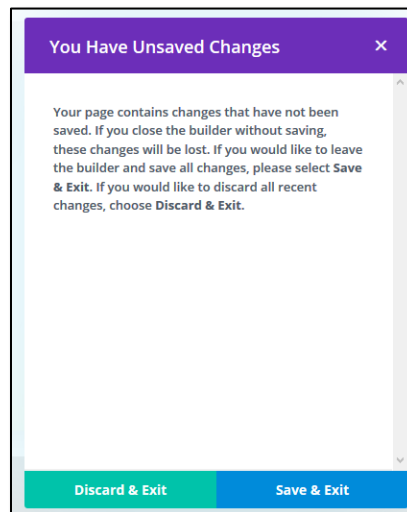 You Have Unsaved Changes ×
Your page contains changes that have not been
saved. If you close the builder without saving,
these changes will be lost. If you would like to leave
the builder and save all changes, please select Save
& Exit. If you would like to discard all recent
changes, choose Discard & Exit.
Discard & Exit Save & Exit